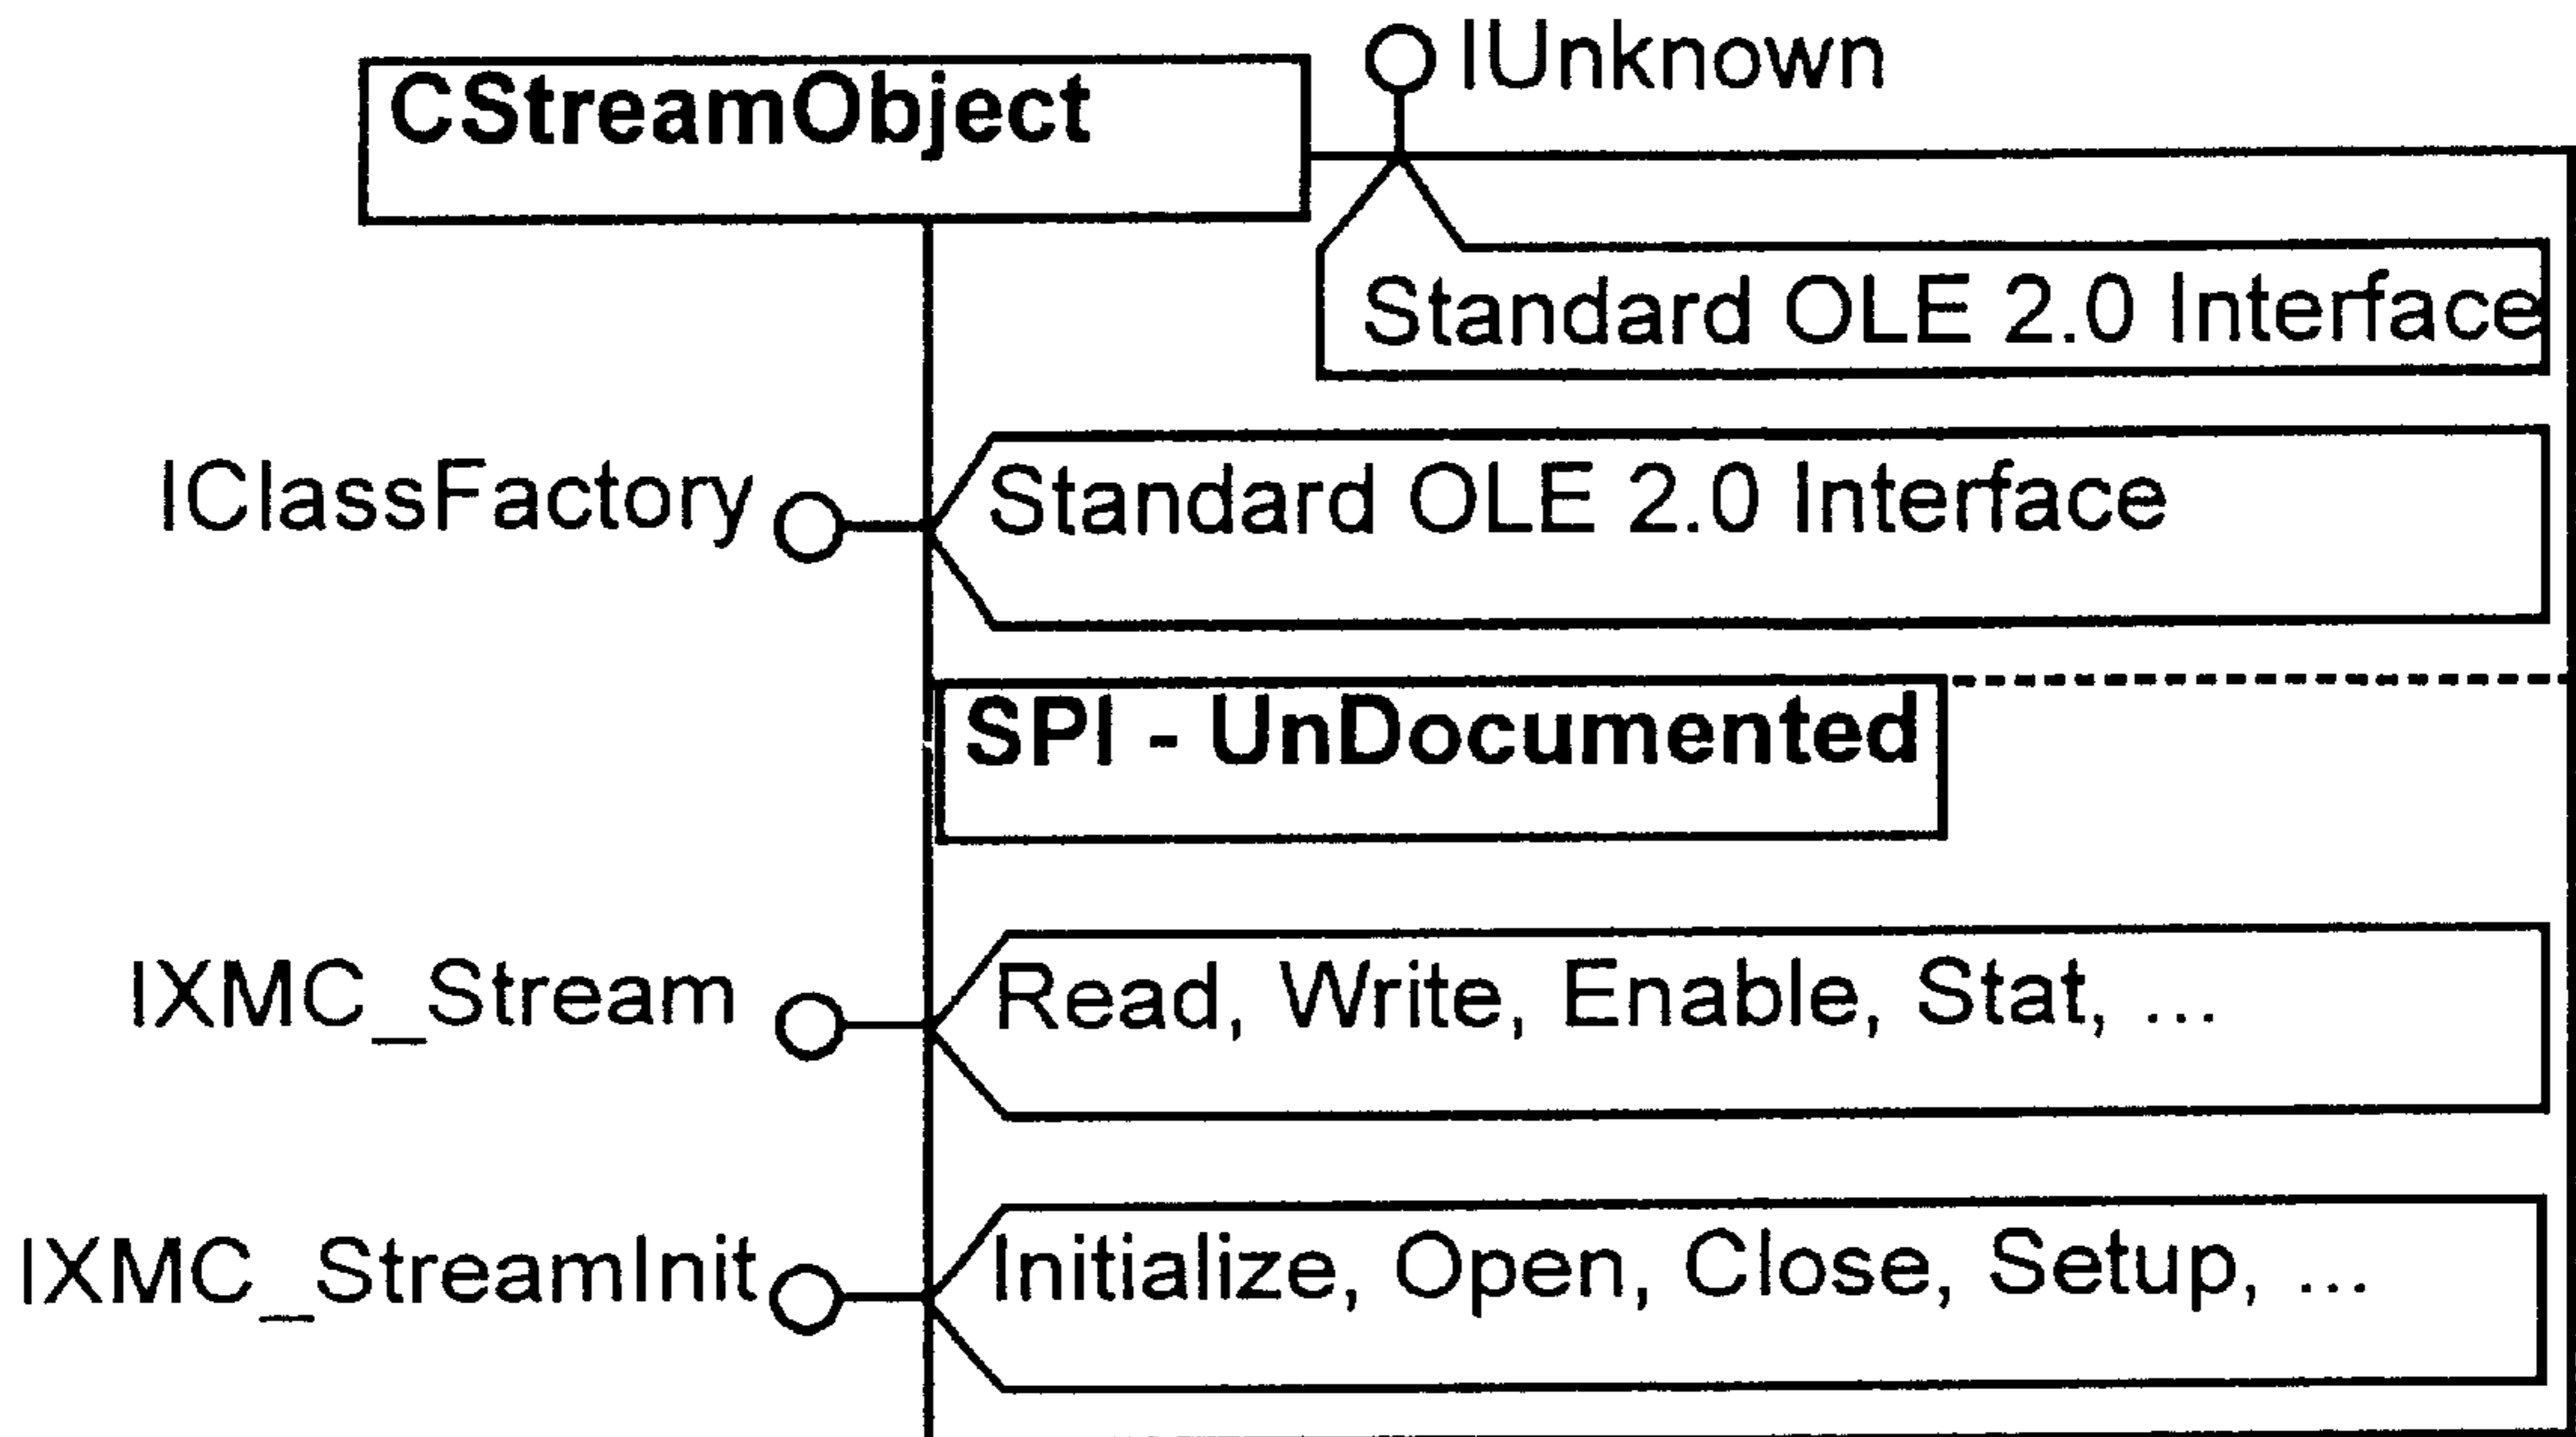 CStreamObject
IUnknown
Standard OLE 2.0 Interface
IClassFactory
Standard OLE 2.0 Interface
SPI - UnDocumented
IXMC_Stream
Read, Write, Enable, Stat, ...
IXMC_StreamInit
Initialize, Open, Close, Setup, ...